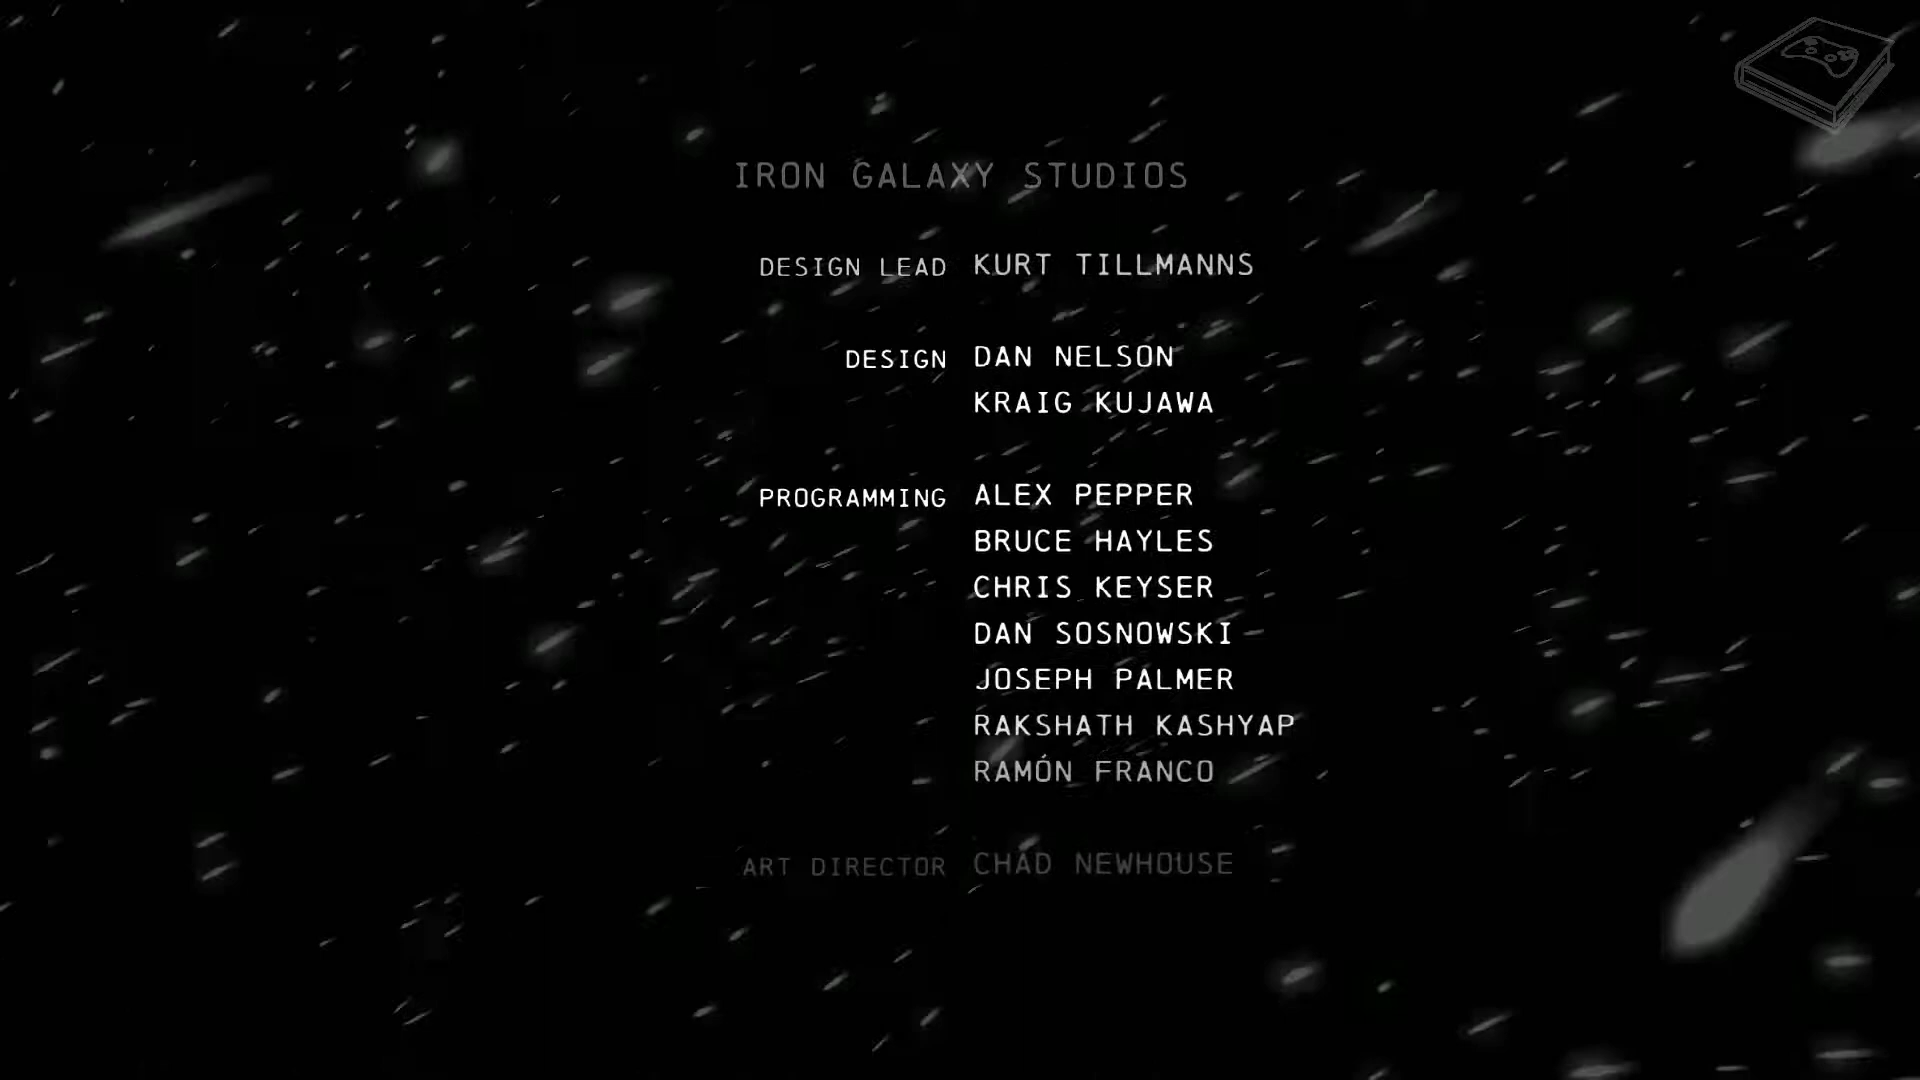 IRON GALAXY STUDIOS
DESIGN LEAD KURT TILLMANNS
DESIGN DAN NELSON
KRAIG KUJAWA
PROGRAMMING ALEX PEPPER
BRUCE HAYLES
CHRIS KEYSER
DAN SOSNOWSKI
JOSEPH PALMER
RAKSHATH KASHYAP
RAMÓN FRANCO
ART DIRECTOR CHAD NEWHOUSE